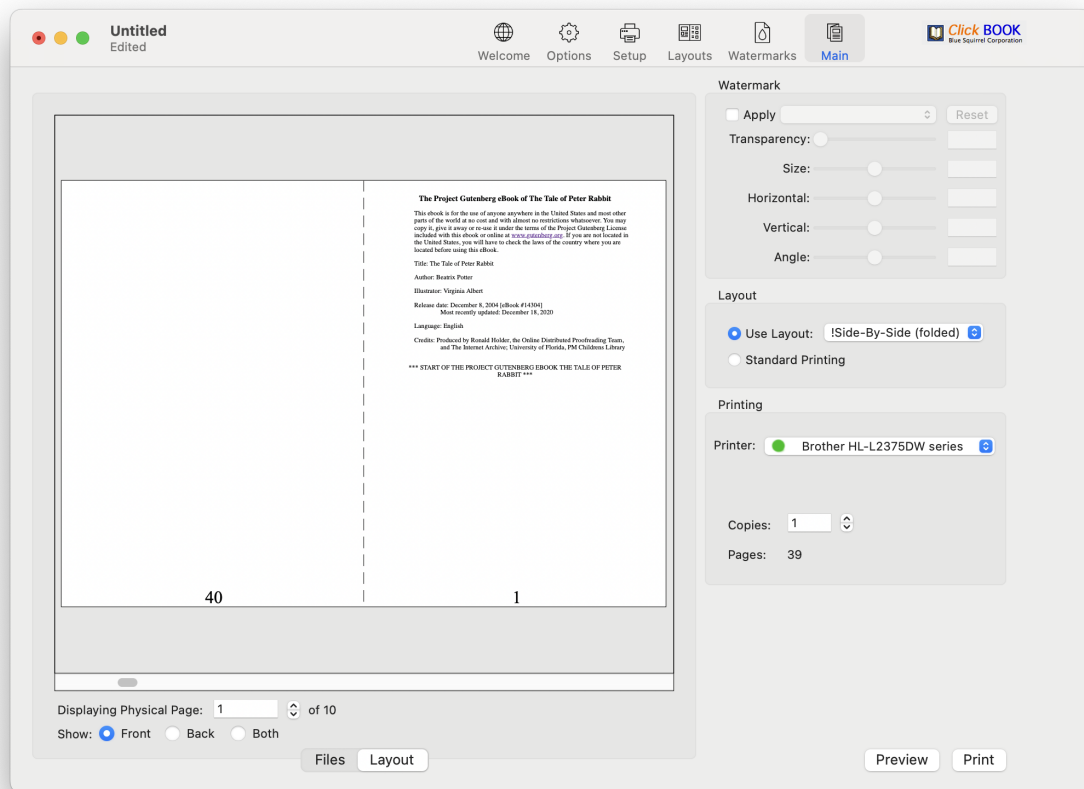 Untitled
Edited
Welcome
Options
Setup
Layouts
Watermarks
Main
Click BOOK
Blue Squirrel Corporation
The Project Gutenberg eBook of The Tale of Peter Rabbit
This ebook is for the use of anyone anywhere in the United States and most other
parts of the world at no cost and with almost no restrictions whatsoever. You may
copy it, give it away or re-use it under the terms of the Project Gutenberg License
included with this ebook or online at www.gutenberg.org. If you are not located in
the United States, you will have to check the laws of the country where you are
located before using this eBook.
Title: The Tale of Peter Rabbit
Author: Beatrix Potter
Illustrator: Virginia Albert
Release date: December 8, 2004 [eBook #14304]
Most recently updated: December 18, 2020
Language: English
Credits: Produced by Ronald Holder, the Online Distributed Proofreading Team,
and The Internet Archive; University of Florida, PM Childrens Library
*** START OF THE PROJECT GUTENBERG EBOOK THE TALE OF PETER
RABBIT ***
40
1
Displaying Physical Page: 1 of 10
Show: Front Back Both
Files
Layout
Watermark
Apply
Reset
Transparency:
Size:
Horizontal:
Vertical:
Angle:
Layout
Use Layout: !Side-By-Side (folded)
Standard Printing
Printing
Printer: Brother HL-L2375DW series
Copies: 1
Pages: 39
Preview
Print